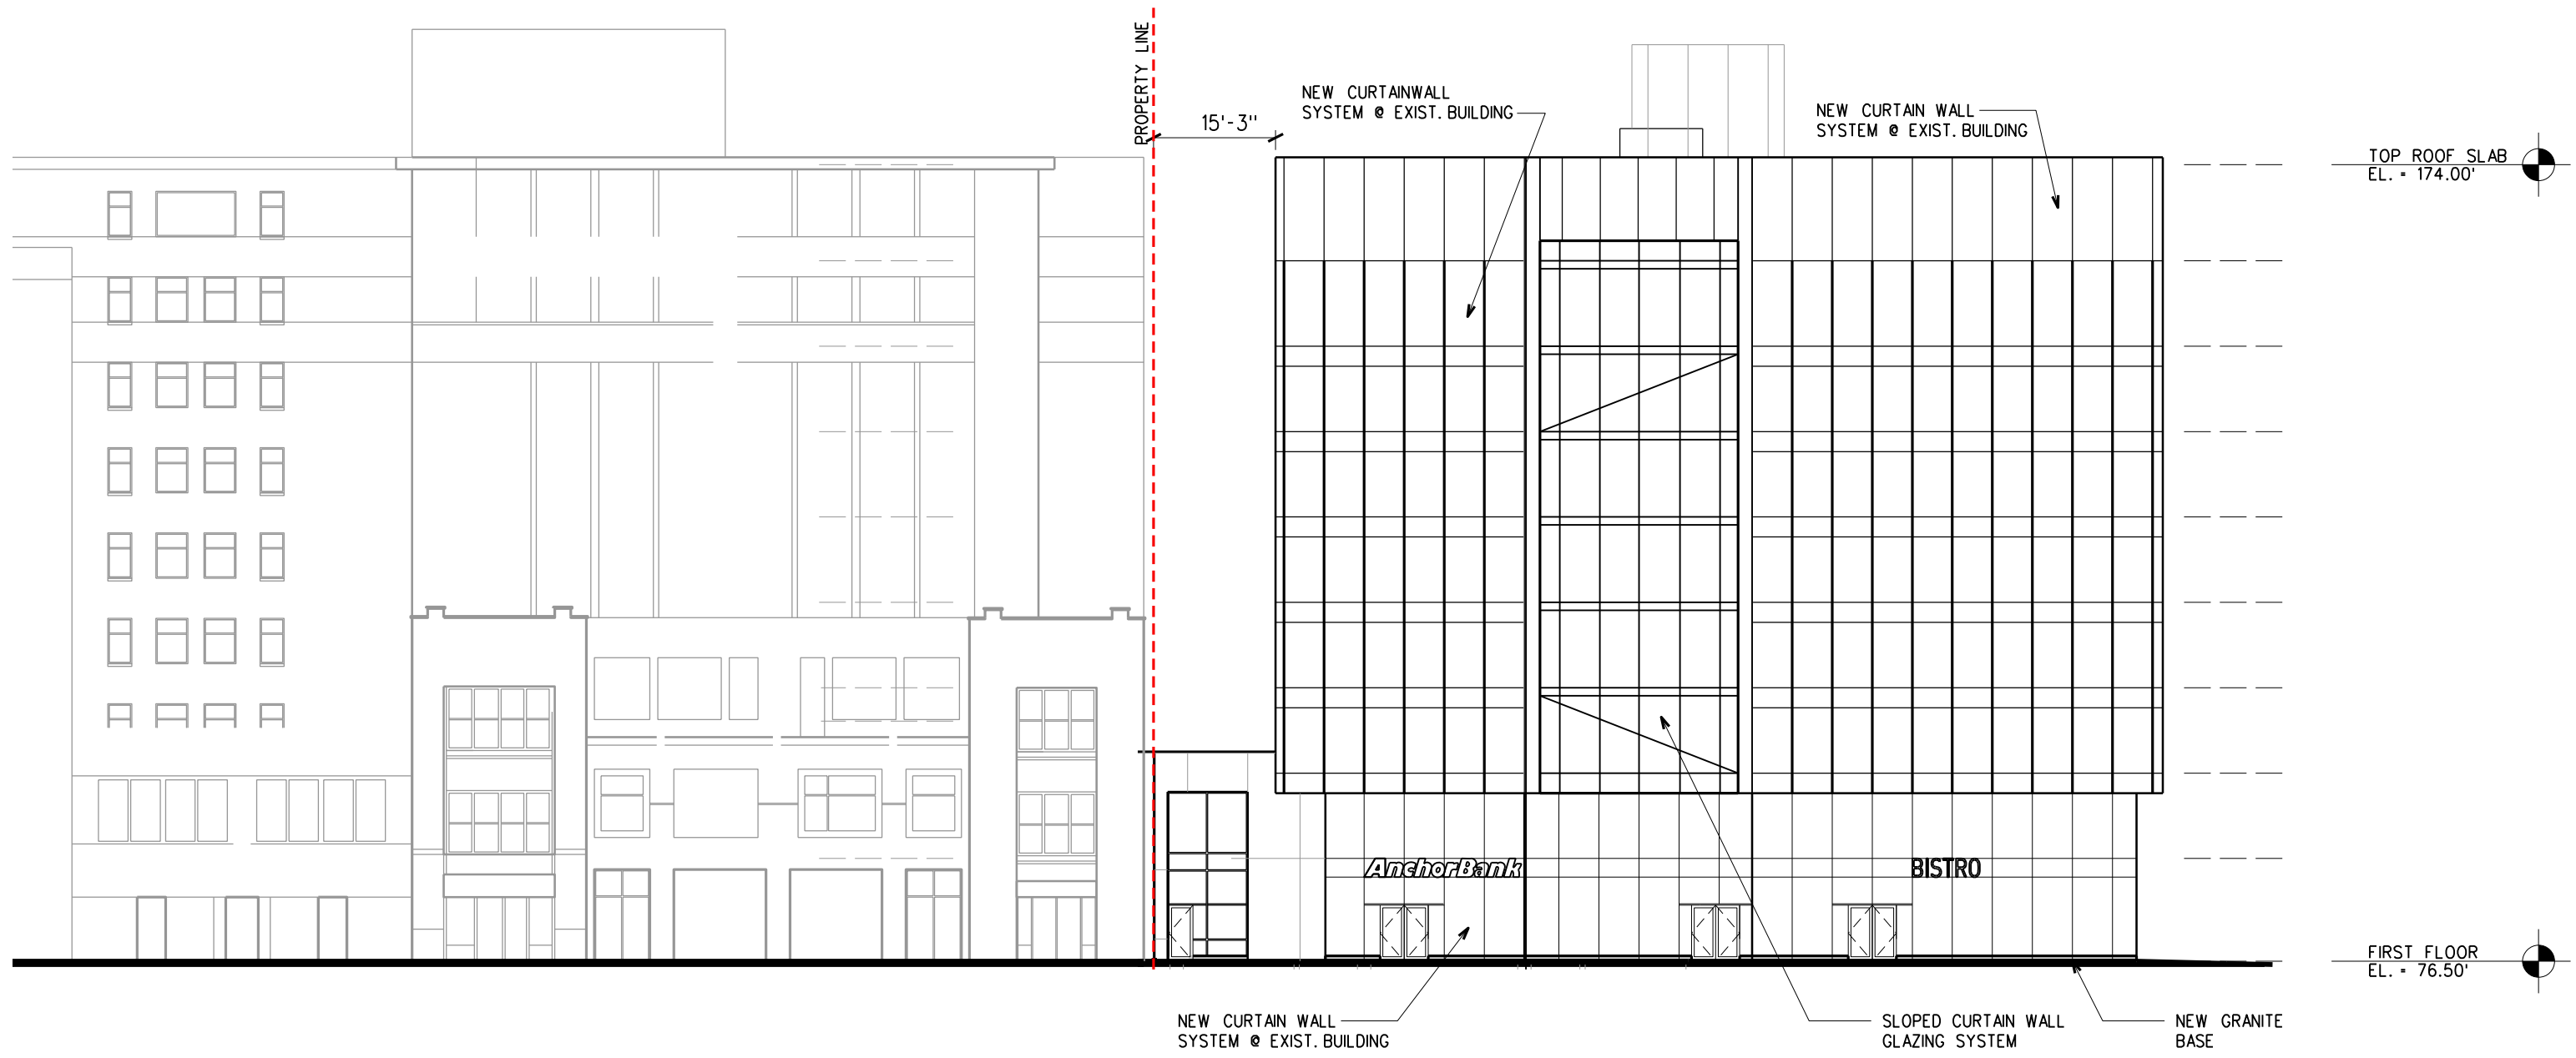 PROPERTY LINE
15'-3"
NEW CURTAINWALL
SYSTEM @ EXIST. BUILDING
NEW CURTAIN WALL
SYSTEM @ EXIST. BUILDING
TOP ROOF SLAB
EL. = 174.00'
AnchorBank
BISTRO
FIRST FLOOR
EL. = 76.50'
NEW CURTAIN WALL
SYSTEM @ EXIST. BUILDING
SLOPED CURTAIN WALL
GLAZING SYSTEM
NEW GRANITE
BASE